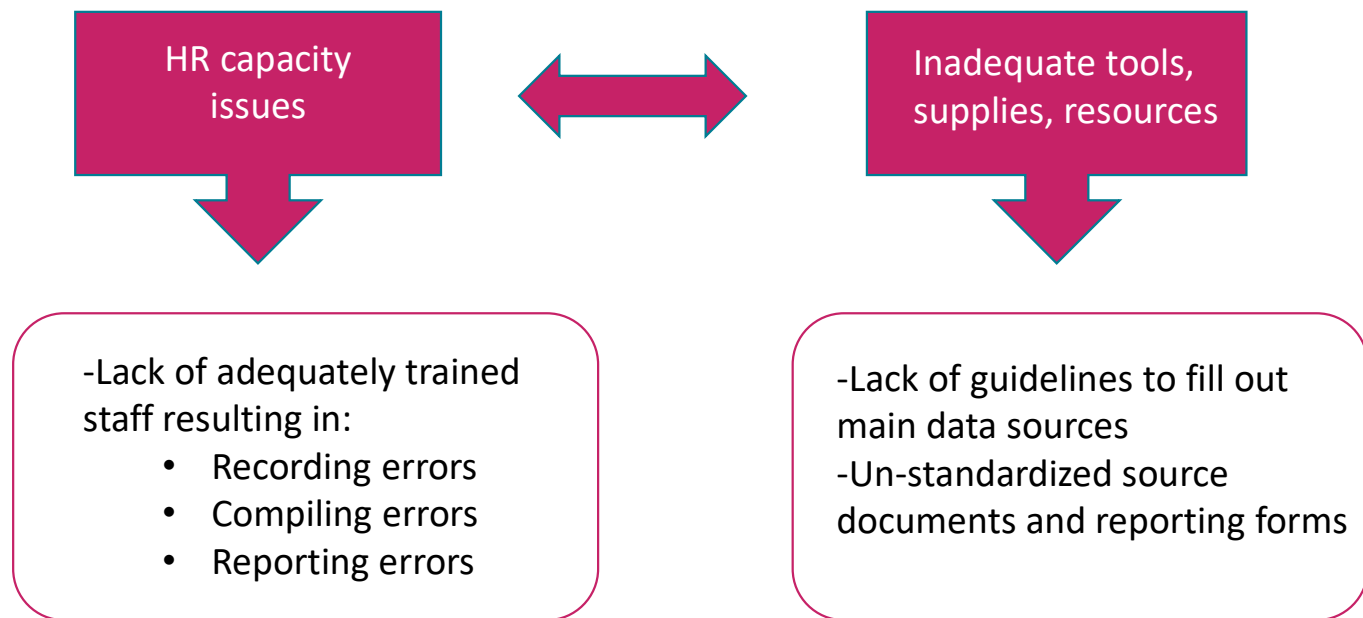 HR capacity
issues
Inadequate tools,
supplies, resources
-Lack of adequately trained
staff resulting in:
• Recording errors
• Compiling errors
• Reporting errors
-Lack of guidelines to fill out
main data sources
-Un-standardized source
documents and reporting forms